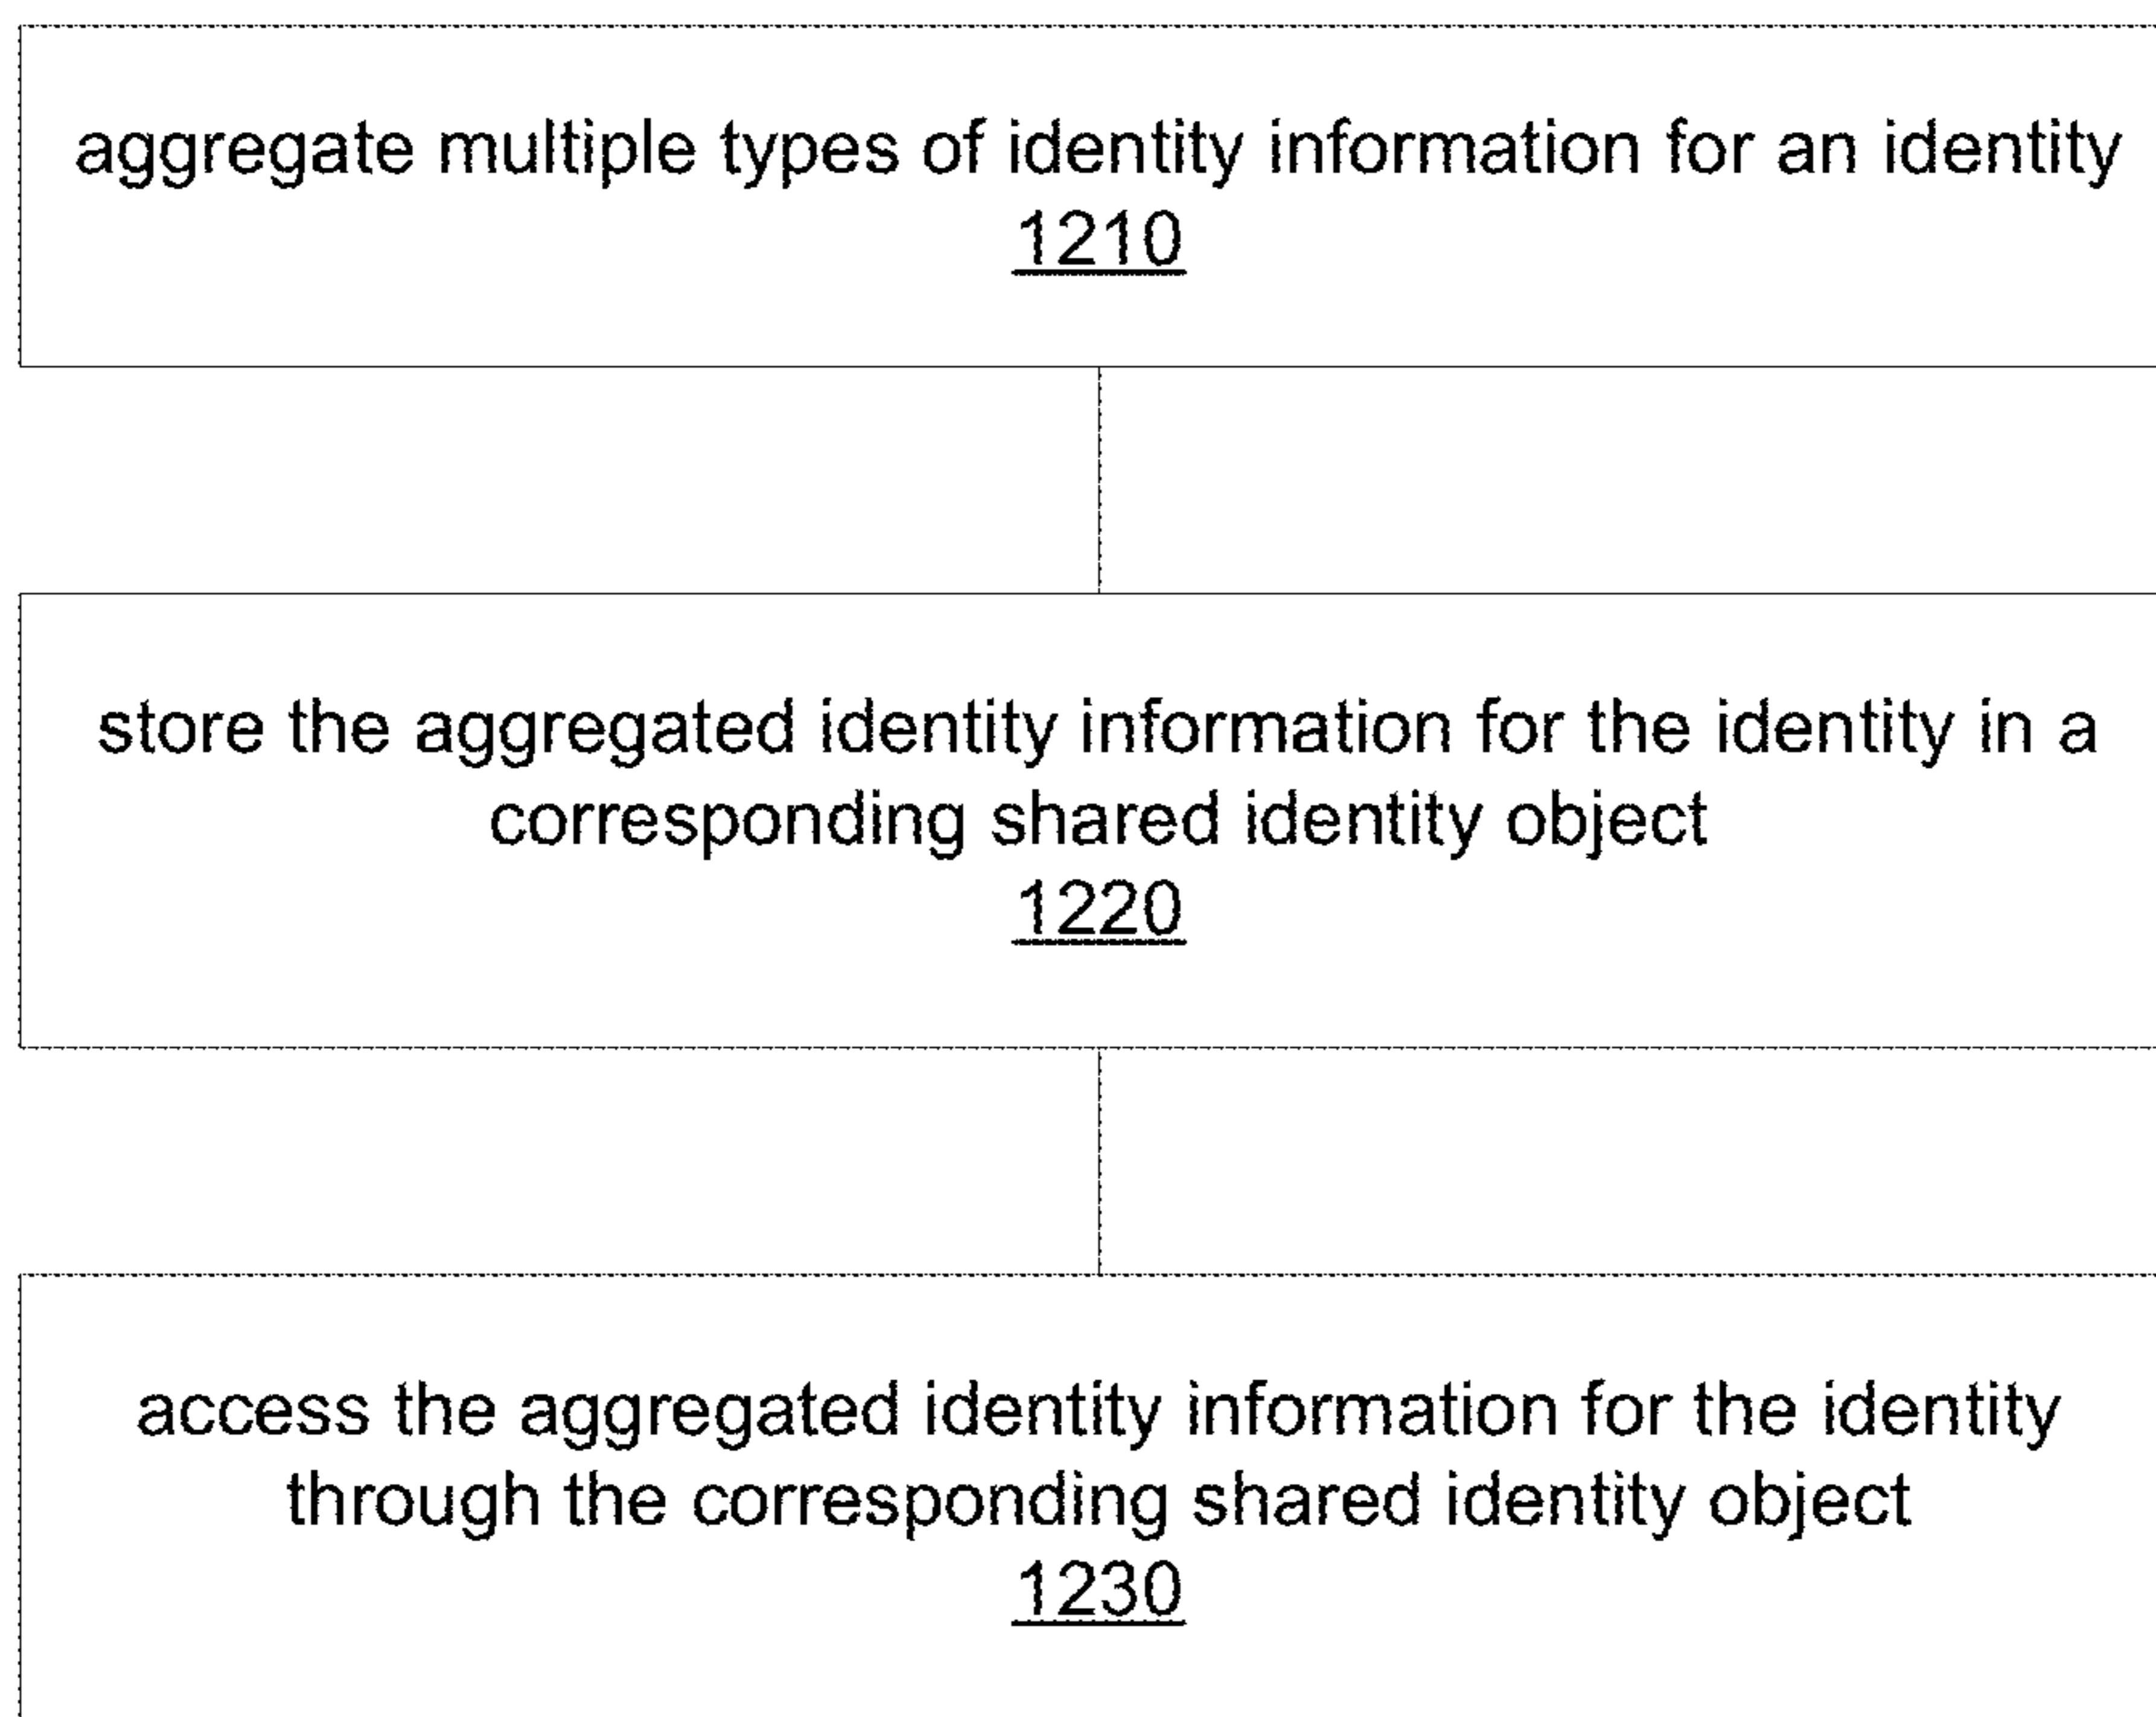 aggregate multiple types of identity information for an identity
1210
store the aggregated identity information for the identity in a
corresponding shared identity object
1220
access the aggregated identity information for the identity
through the corresponding shared identity object
1230